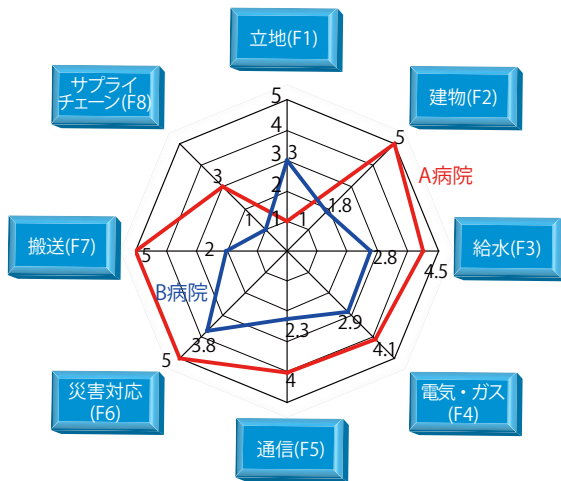 立地(F1)
サプライ
チェーン(F8)
建物(F2)
5
4
3
3
2
1
1
5
3
1
1.8
A病院
搬送(F7)
5
2
2.8
4.5
給水(F3)
B病院
3.8
2.3
2.9
4.1
5
4
災害対応
(F6)
電気・ガス
(F4)
通信(F5)